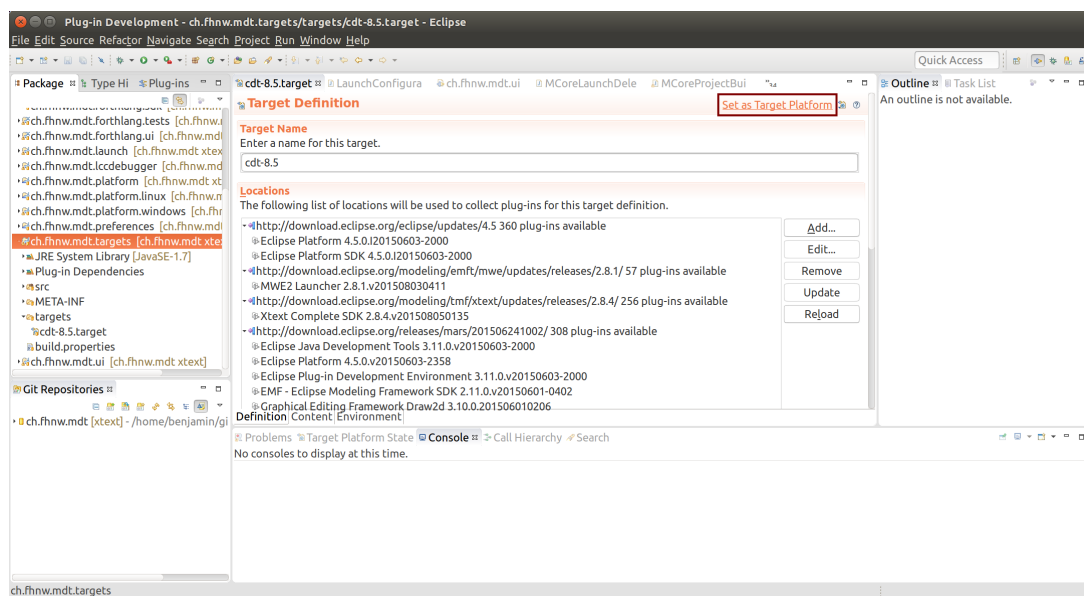 Plug-in Development - ch.fhnw.mdt.targets/targets/cdt-8.5.target - Eclipse
File Edit Source Refactor Navigate Search Project Run Window Help
Quick Access
Package Type Hi Plug-ins
ch.fhnw.mdt.forthlang.tests [ch.fhnw.
ch.fhnw.mdt.forthlang.ui [ch.fhnw.mdt
ch.fhnw.mdt.launch [ch.fhnw.mdt xtex
ch.fhnw.mdt.lccdebugger [ch.fhnw.md
ch.fhnw.mdt.platform [ch.fhnw.mdt xt
ch.fhnw.mdt.platform.linux [ch.fhnw.m
ch.fhnw.mdt.platform.windows [ch.fhr
ch.fhnw.mdt.preferences [ch.fhnw.mdt
ch.fhnw.mdt.targets [ch.fhnw.mdt xte
JRE System Library [JavaSE-1.7]
Plug-in Dependencies
src
META-INF
targets
cdt-8.5.target
build.properties
ch.fhnw.mdt.ui [ch.fhnw.mdt xtext]
Git Repositories
ch.fhnw.mdt [xtext] - /home/benjamin/gi
cdt-8.5.target LaunchConfigura ch.fhnw.mdt.ui MCoreLaunchDele MCoreProjectBui
Target Definition
Set as Target Platform
Target Name
Enter a name for this target.
cdt-8.5
Locations
The following list of locations will be used to collect plug-ins for this target definition.
http://download.eclipse.org/eclipse/updates/4.5 360 plug-ins available
Eclipse Platform 4.5.0.I20150603-2000
Eclipse Platform SDK 4.5.0.I20150603-2000
http://download.eclipse.org/modeling/emft/mwe/updates/releases/2.8.1/ 57 plug-ins available
MWE2 Launcher 2.8.1.v201508030411
http://download.eclipse.org/modeling/tmf/xtext/updates/releases/2.8.4/ 256 plug-ins available
Xtext Complete SDK 2.8.4.v201508050135
http://download.eclipse.org/releases/mars/201506241002/ 308 plug-ins available
Eclipse Java Development Tools 3.11.0.v20150603-2000
Eclipse Platform 4.5.0.v20150603-2358
Eclipse Plug-in Development Environment 3.11.0.v20150603-2000
EMF - Eclipse Modeling Framework SDK 2.11.0.v20150601-0402
Graphical Editing Framework Draw2d 3.10.0.201506010206
Add...
Edit...
Remove
Update
Reload
Definition Content Environment
Outline Task List
An outline is not available.
Problems Target Platform State Console Call Hierarchy Search
No consoles to display at this time.
ch.fhnw.mdt.targets